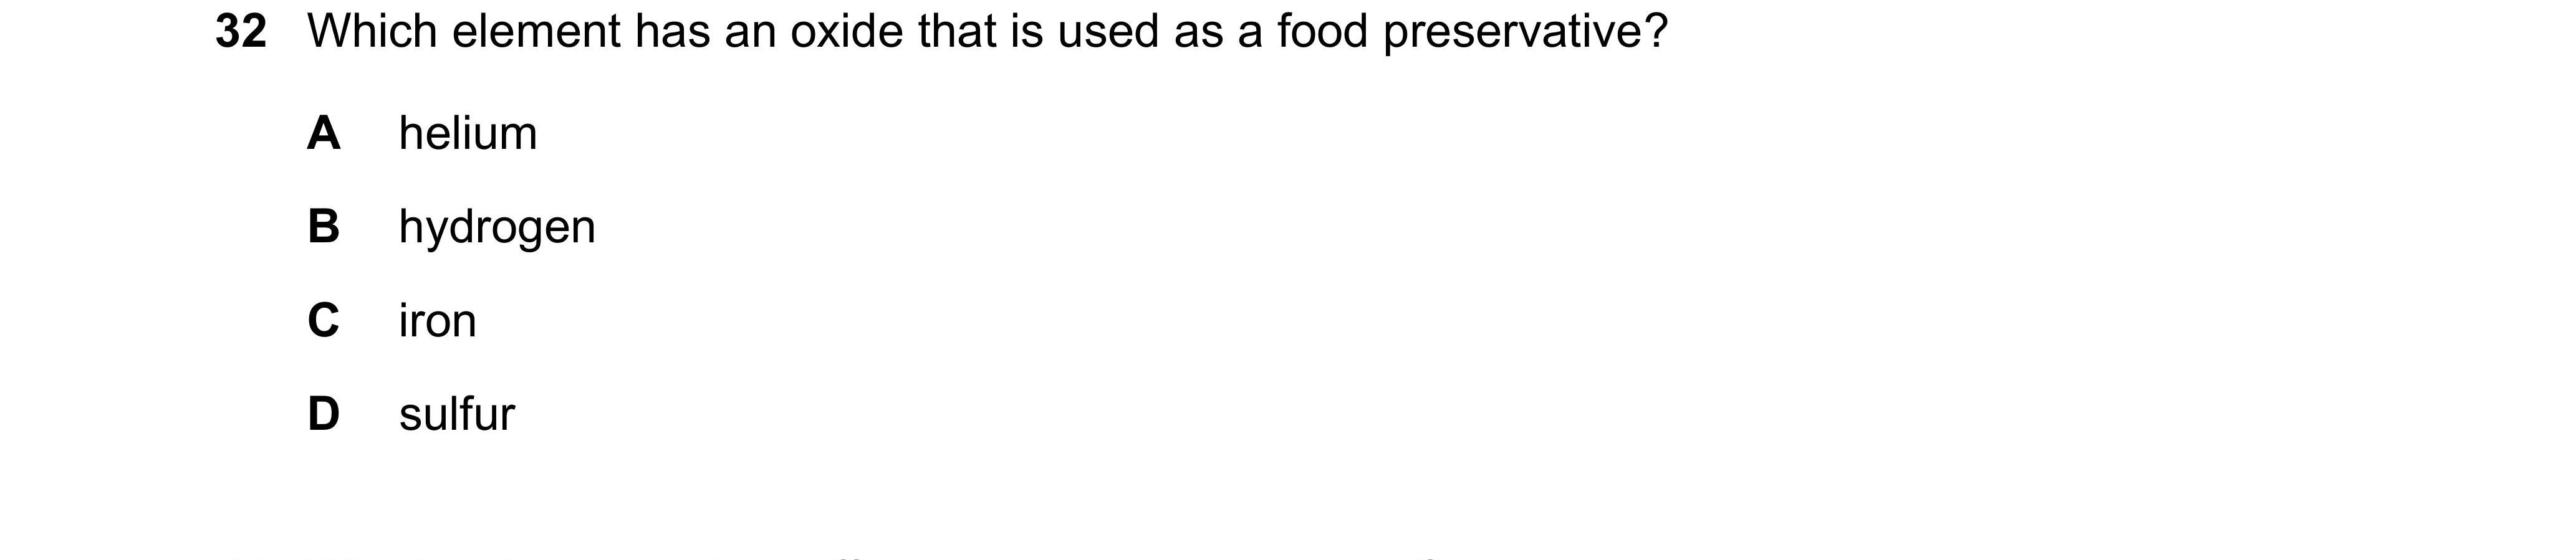 32 Which element has an oxide that is used as a food preservative?
A helium
B hydrogen
C iron
D sulfur